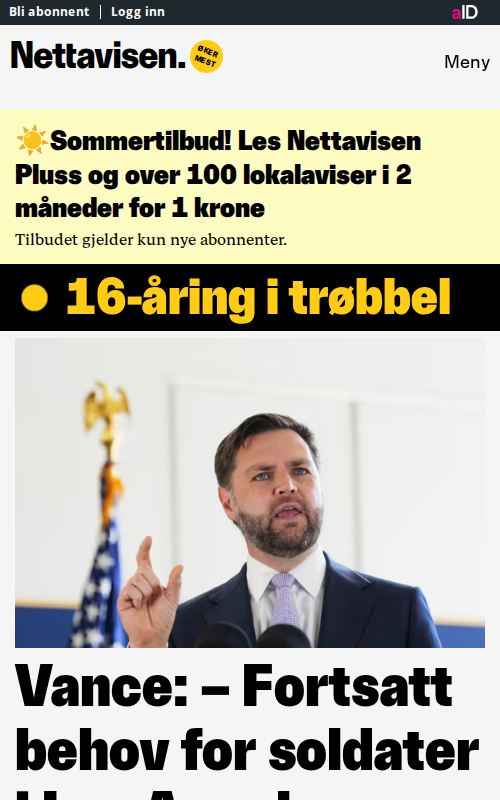 Bli abonnent | Logg inn
aID
Nettavisen.
ØKER
MEST
Meny
☀️Sommertilbud! Les Nettavisen
Pluss og over 100 lokalaviser i 2
måneder for 1 krone
Tilbudet gjelder kun nye abonnenter.
16-åring i trøbbel
Vance: – Fortsatt
behov for soldater